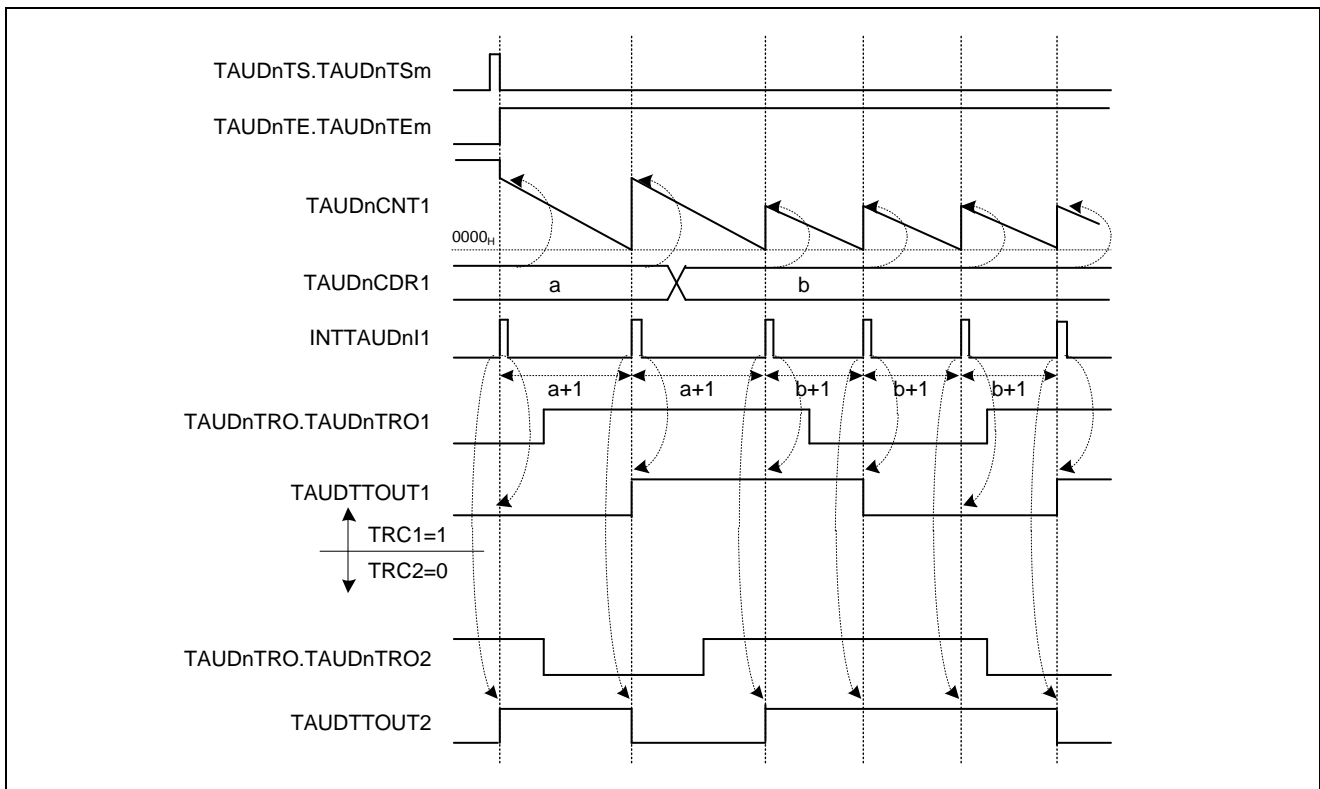 TAUDnTS.TAUDnTSm
TAUDnTE.TAUDnTEm
TAUDnCNT1
0000H
TAUDnCDR1
a
b
INTTAUDnI1
a+1
a+1
b+1
b+1
b+1
TAUDnTRO.TAUDnTRO1
TAUDTTOUT1
TRC1=1
TRC2=0
TAUDnTRO.TAUDnTRO2
TAUDTTOUT2